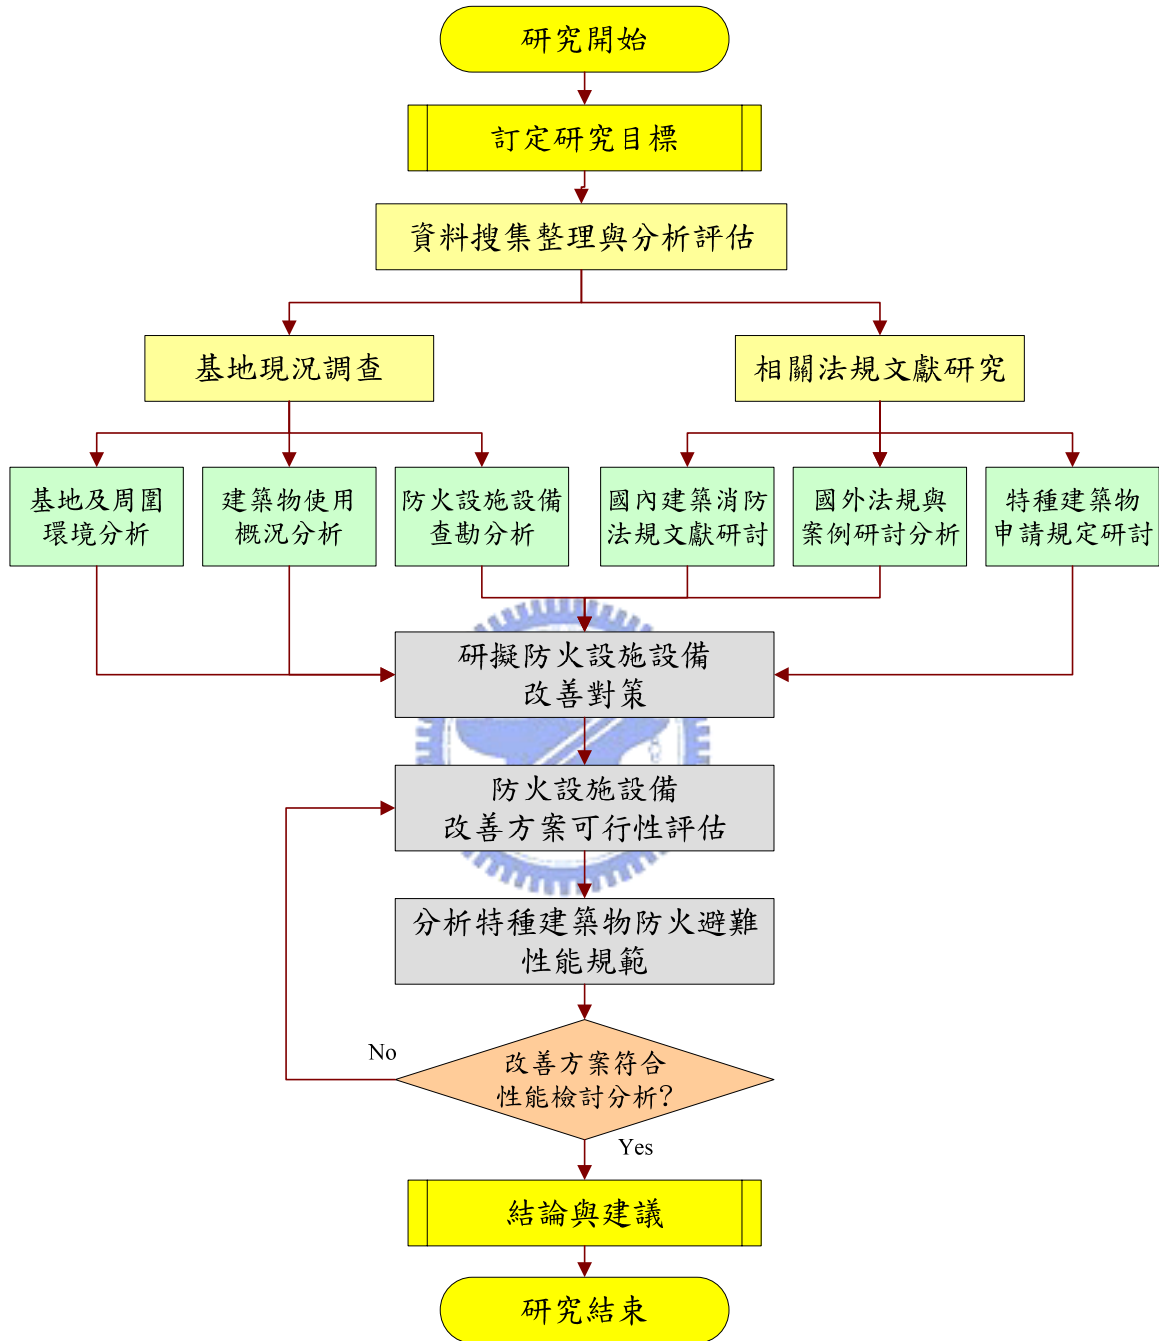 研究開始
訂定研究目標
資料搜集整理與分析評估
基地現況調查
相關法規文獻研究
基地及周圍
環境分析
建築物使用
概況分析
防火設施設備
查勘分析
國內建築消防
法規文獻研討
國外法規與
案例研討分析
特種建築物
申請規定研討
研擬防火設施設備
改善對策
防火設施設備
改善方案可行性評估
分析特種建築物防火避難
性能規範
No
改善方案符合
性能檢討分析?
Yes
結論與建議
研究結束